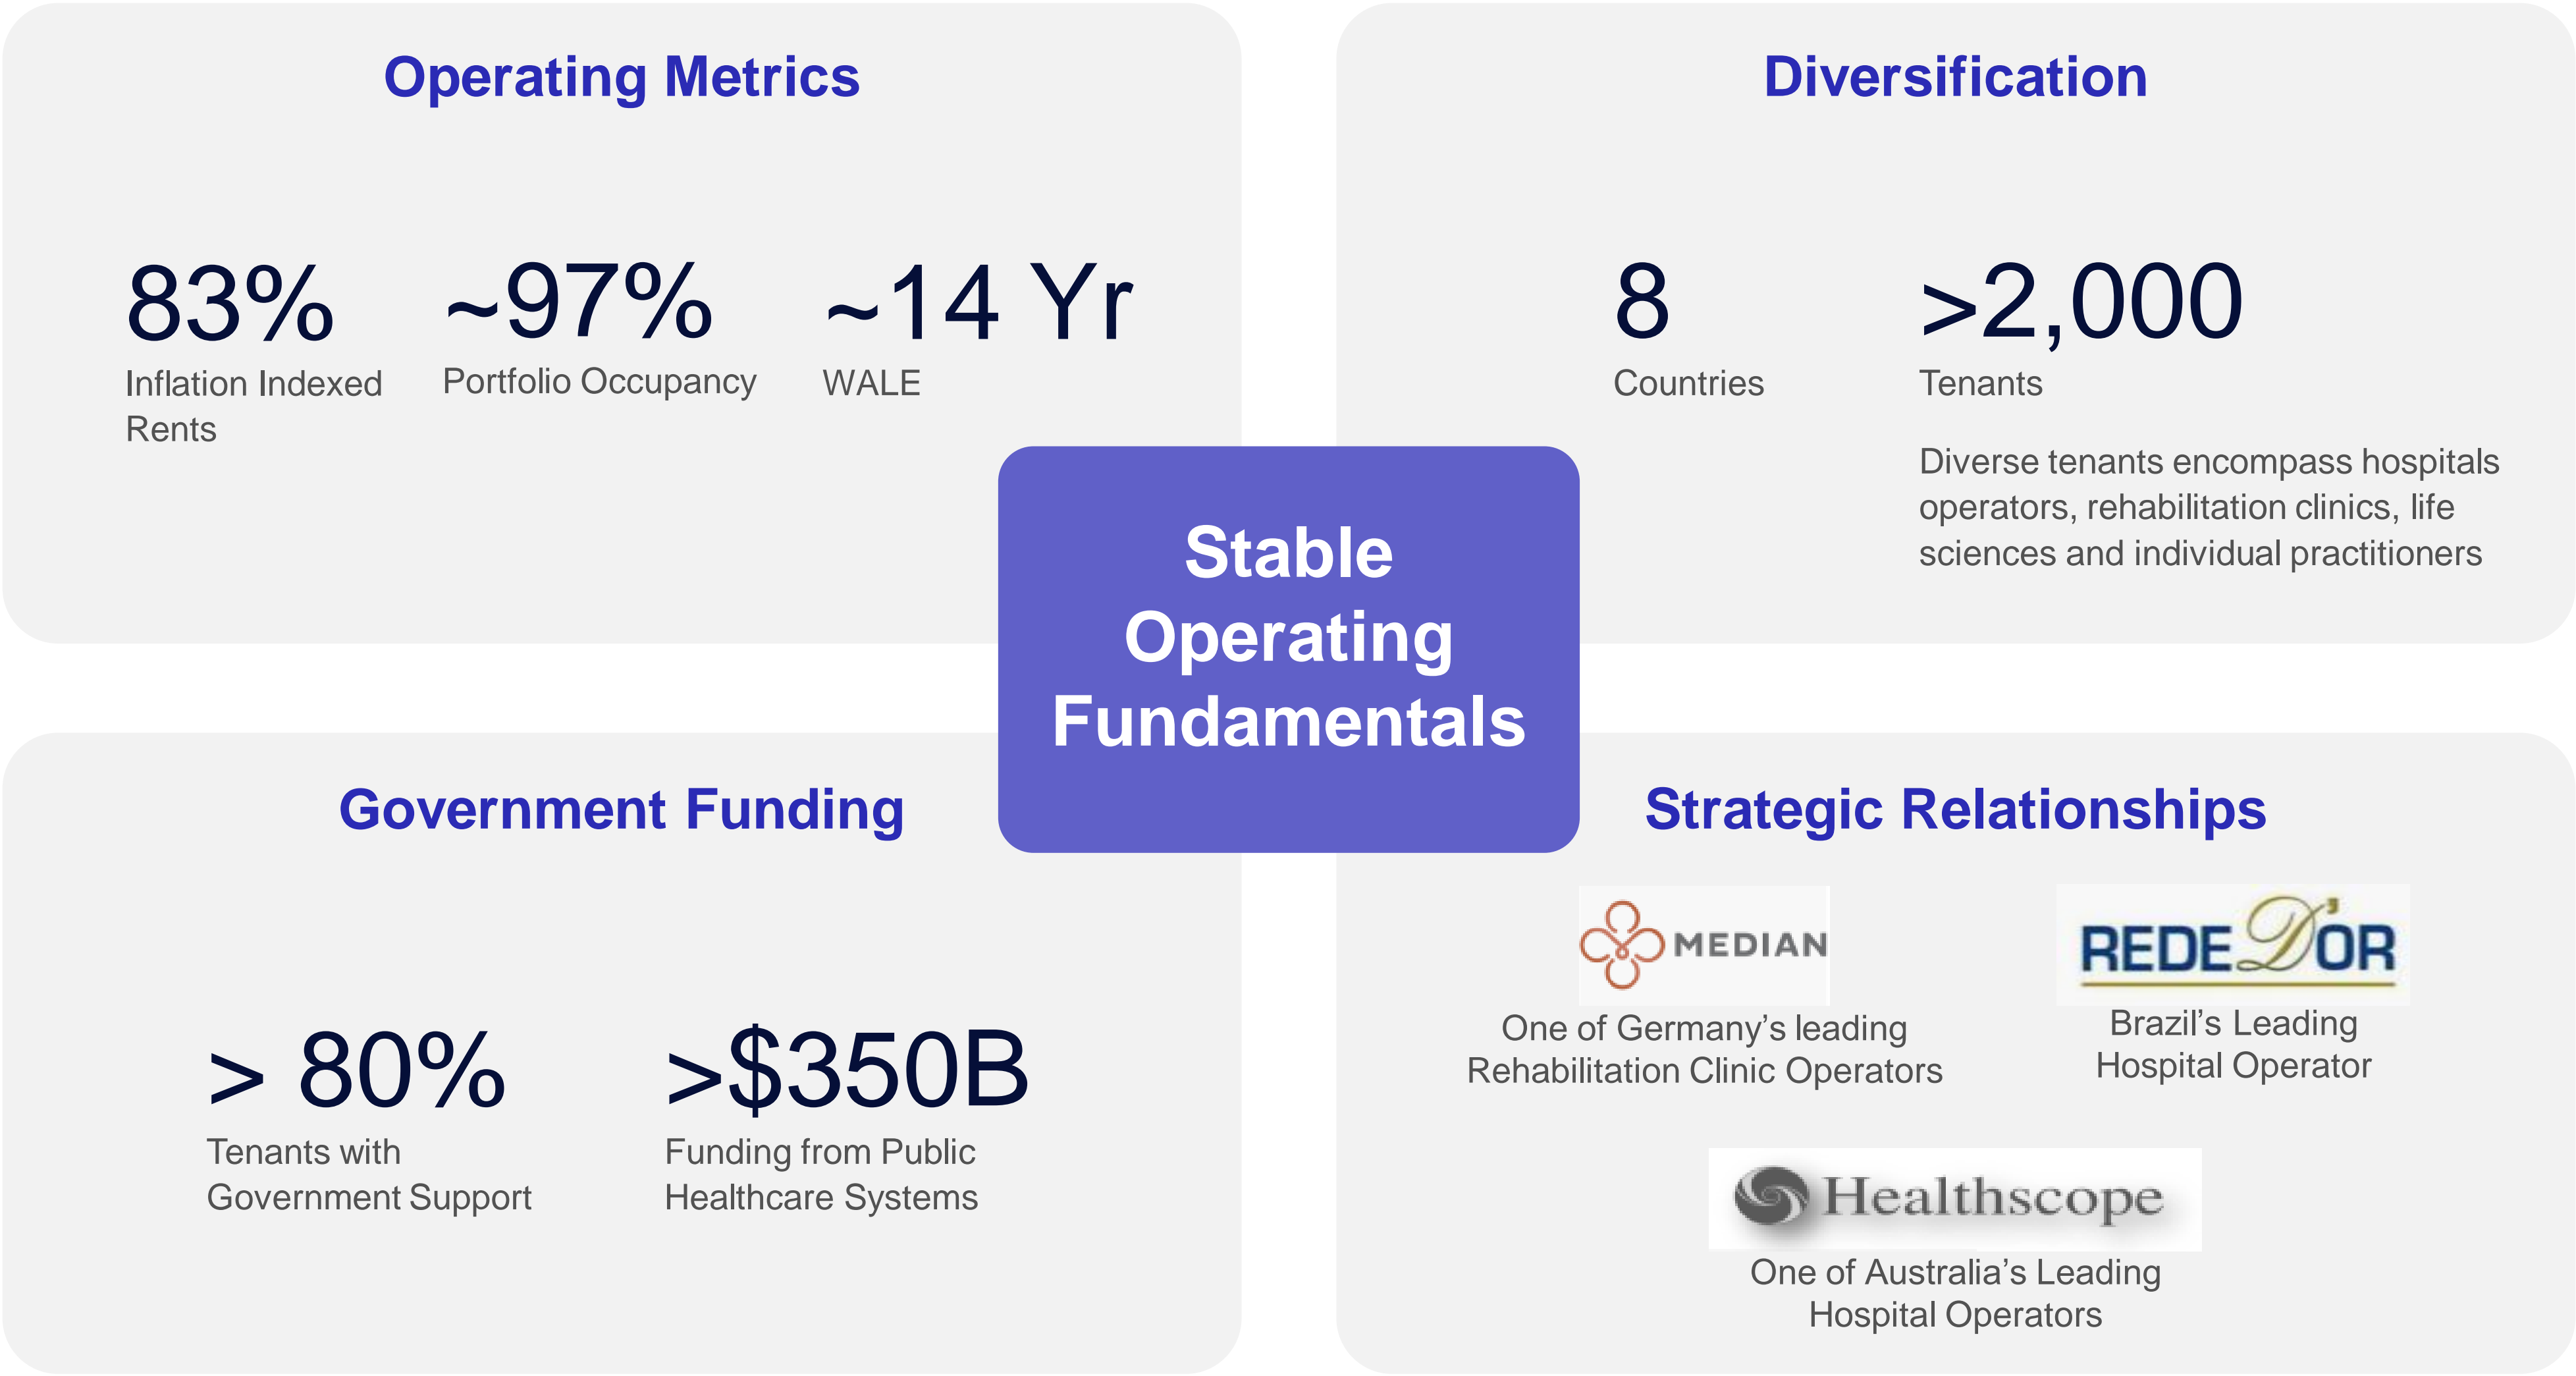 Operating Metrics
83%
Inflation Indexed
Rents
~97%
Portfolio Occupancy
~14 Yr
WALE
Diversification
8
Countries
>2,000
Tenants
Diverse tenants encompass hospitals
operators, rehabilitation clinics, life
sciences and individual practitioners
Stable
Operating
Fundamentals
Government Funding
> 80%
Tenants with
Government Support
>$350B
Funding from Public
Healthcare Systems
Strategic Relationships
MEDIAN
One of Germany’s leading
Rehabilitation Clinic Operators
REDE D'OR
Brazil’s Leading
Hospital Operator
Healthscope
One of Australia’s Leading
Hospital Operators